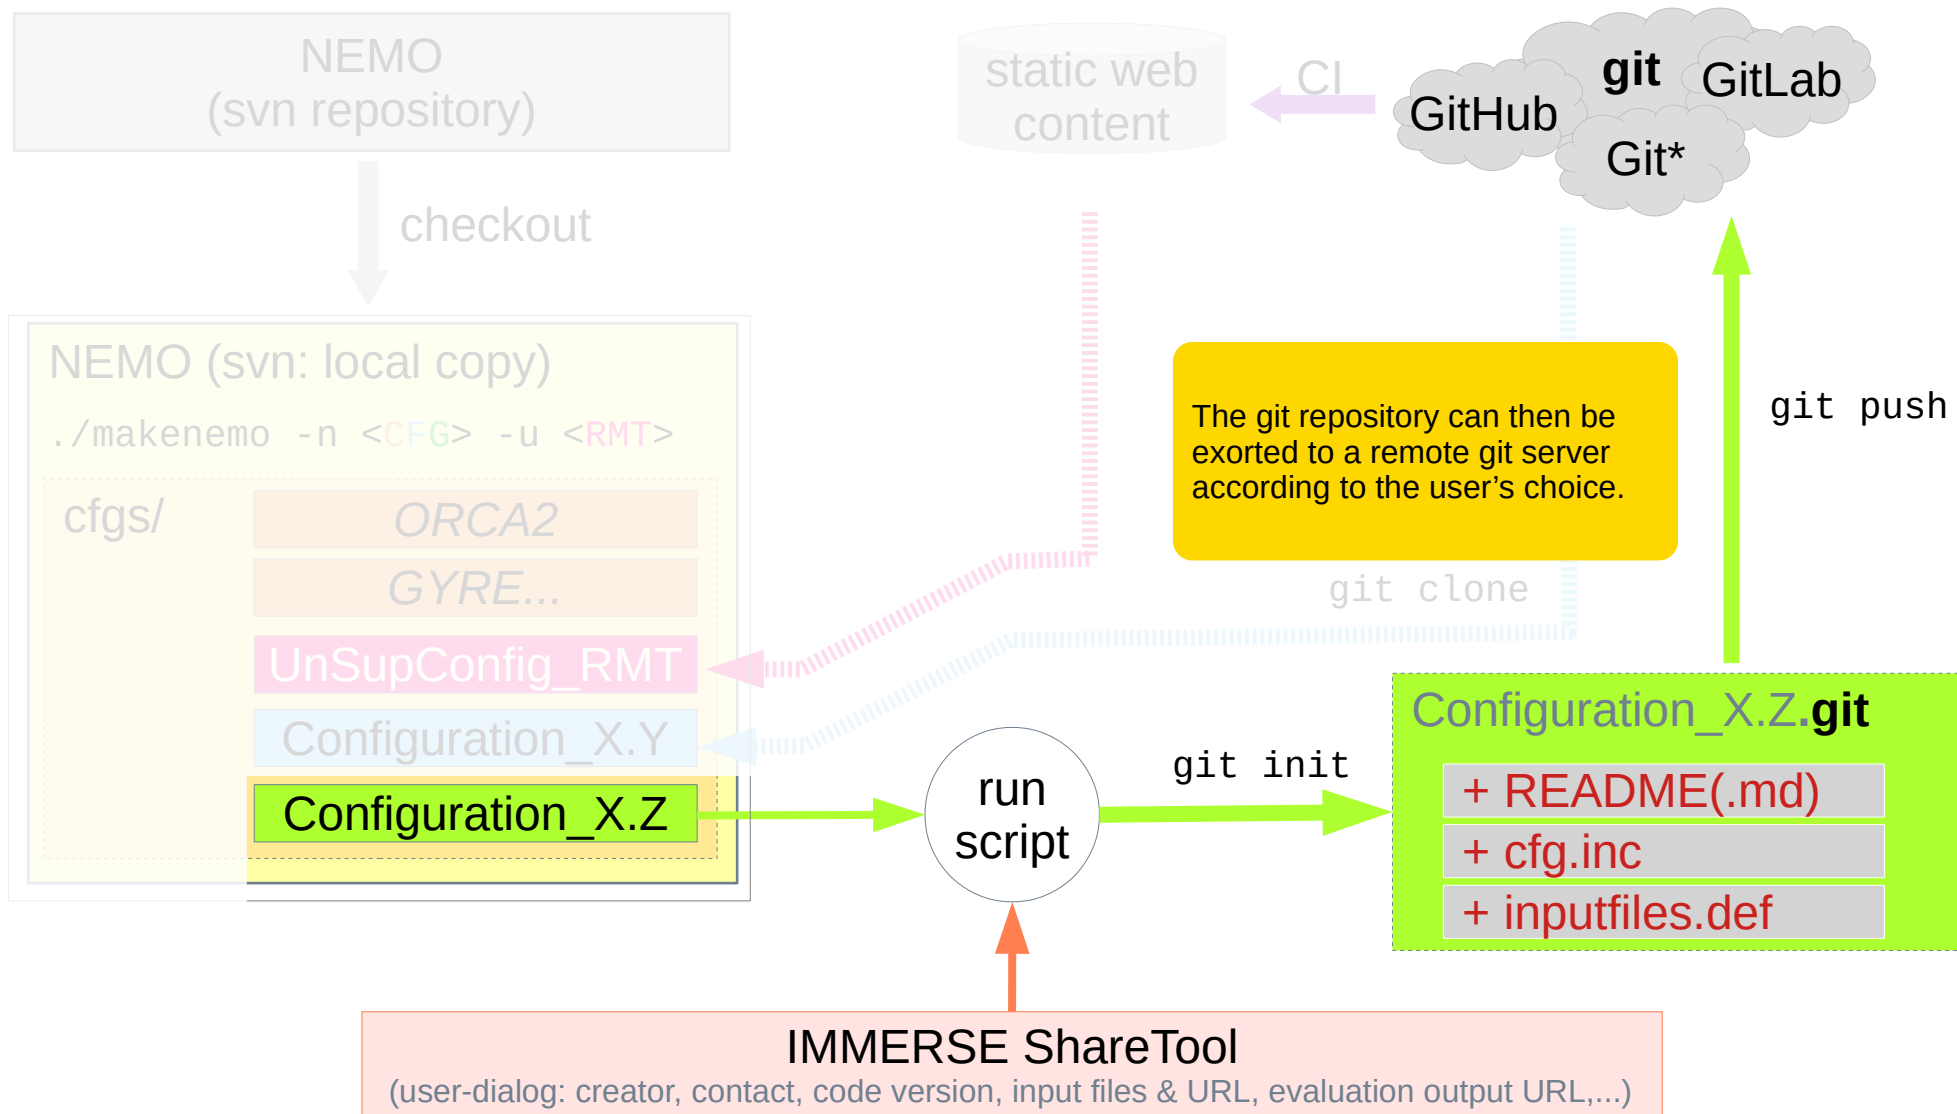 NEMO
(svn repository)
checkout
static web
content
CI
git
GitHub
GitLab
Git*
NEMO (svn: local copy)
./makenemo -n <CFG> -u <RMT>
cfgs/
ORCA2
GYRE...
UnSupConfig_RMT
Configuration_X.Y
Configuration_X.Z
The git repository can then be
exorted to a remote git server
according to the user’s choice.
git push
git clone
run
script
git init
Configuration_X.Z.git
+ README(.md)
+ cfg.inc
+ inputfiles.def
IMMERSE ShareTool
(user-dialog: creator, contact, code version, input files & URL, evaluation output URL,...)